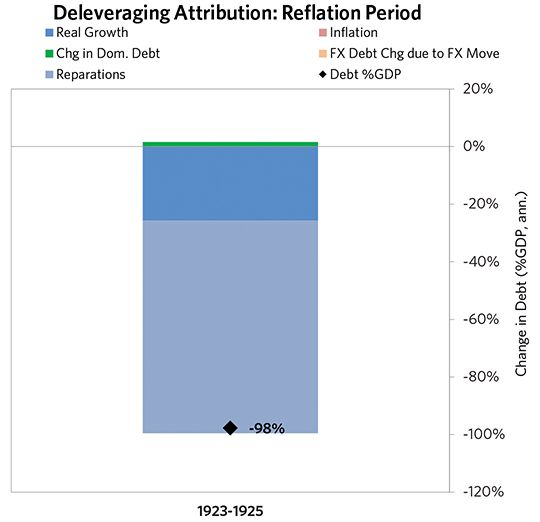 Deleveraging Attribution: Reflation Period
Real Growth
Inflation
Chg in Dom. Debt
FX Debt Chg due to FX Move
Reparations
Debt %GDP
20%
0%
-20%
-40%
-60%
-80%
-100%
-120%
Change in Debt (%GDP, ann.)
-98%
1923-1925